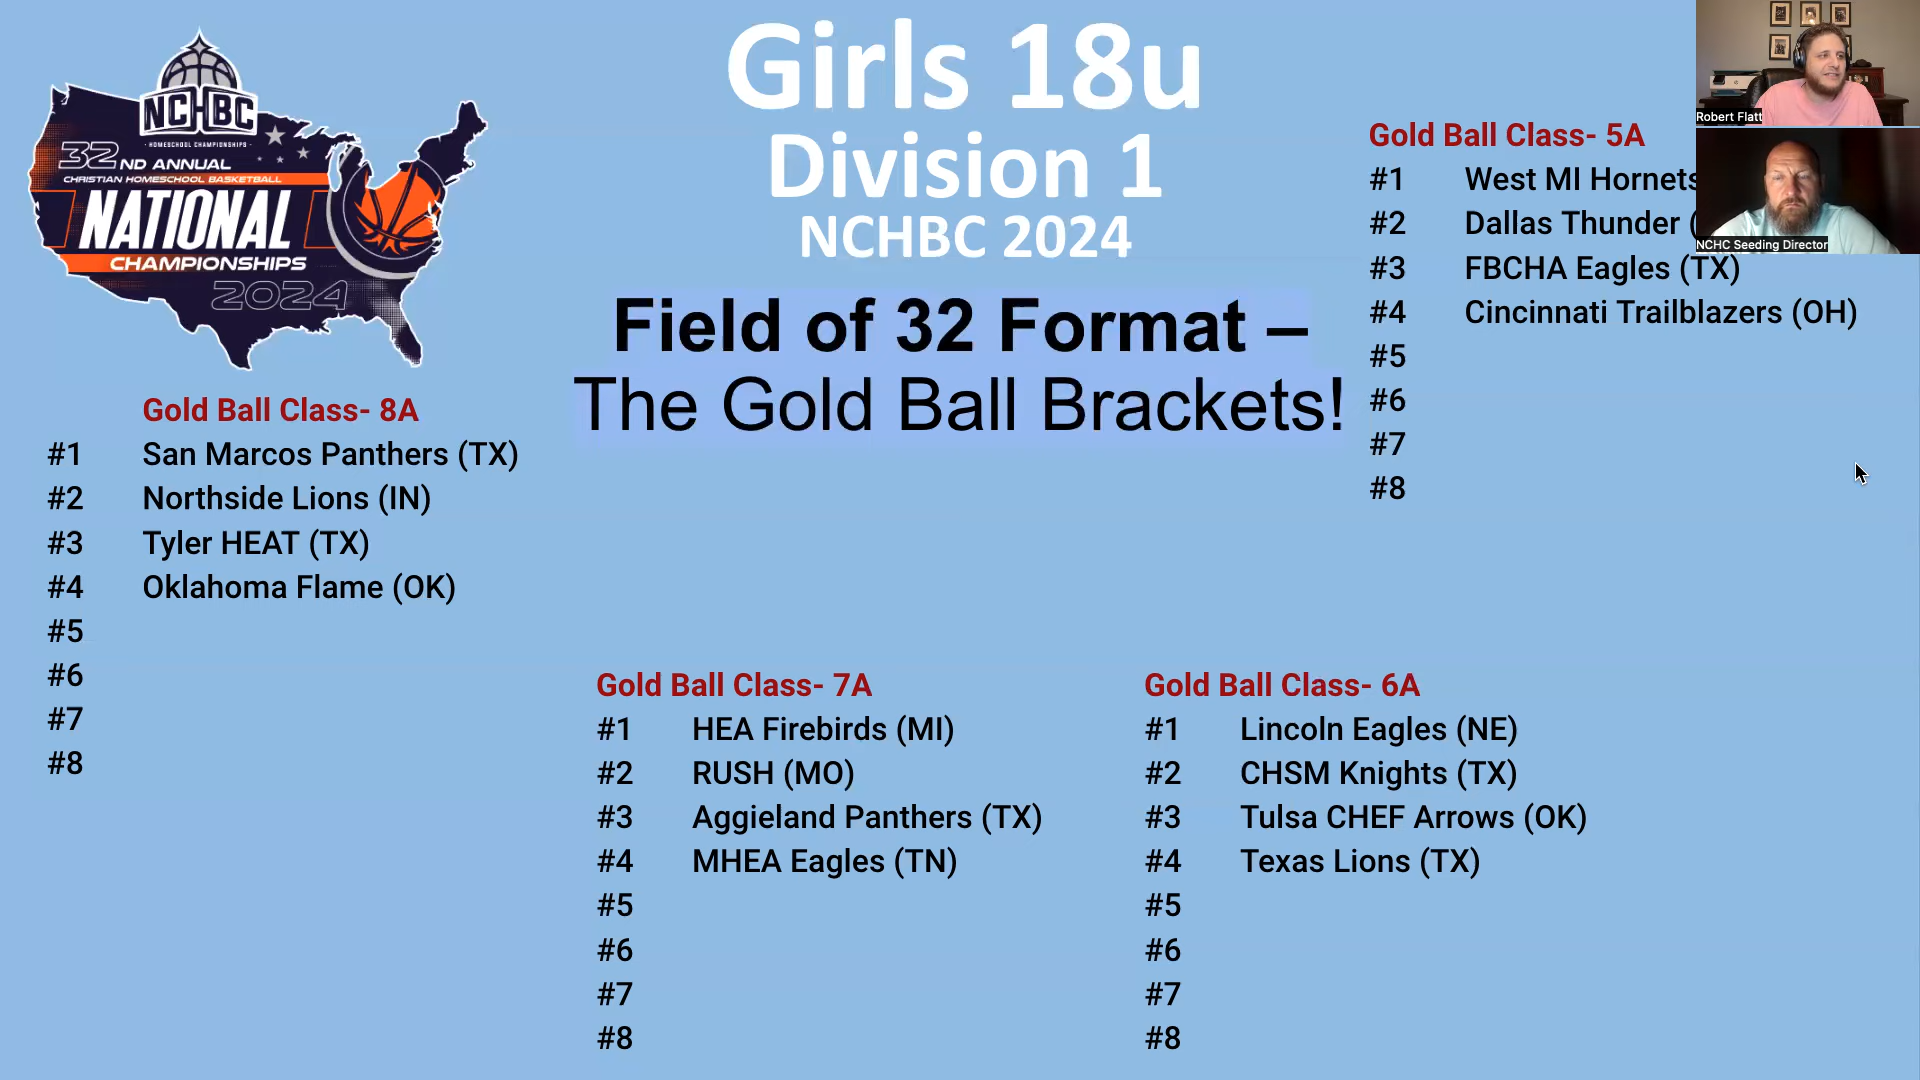 NCHBC
- HOMESCHOOL CHAMPIONSHIPS -
32ND ANNUAL
CHRISTIAN HOMESCHOOL BASKETBALL
NATIONAL
CHAMPIONSHIPS
2024
Girls 18u
Division 1
NCHBC 2024
Field of 32 Format –
The Gold Ball Brackets!
Gold Ball Class- 8A
#1 San Marcos Panthers (TX)
#2 Northside Lions (IN)
#3 Tyler HEAT (TX)
#4 Oklahoma Flame (OK)
#5
#6
#7
#8
Gold Ball Class- 7A
#1 HEA Firebirds (MI)
#2 RUSH (MO)
#3 Aggieland Panthers (TX)
#4 MHEA Eagles (TN)
#5
#6
#7
#8
Gold Ball Class- 6A
#1 Lincoln Eagles (NE)
#2 CHSM Knights (TX)
#3 Tulsa CHEF Arrows (OK)
#4 Texas Lions (TX)
#5
#6
#7
#8
Gold Ball Class- 5A
#1 West MI Hornets
#2 Dallas Thunder (
#3 FBCHA Eagles (TX)
#4 Cincinnati Trailblazers (OH)
#5
#6
#7
#8
Robert Flatt
NCHC Seeding Director